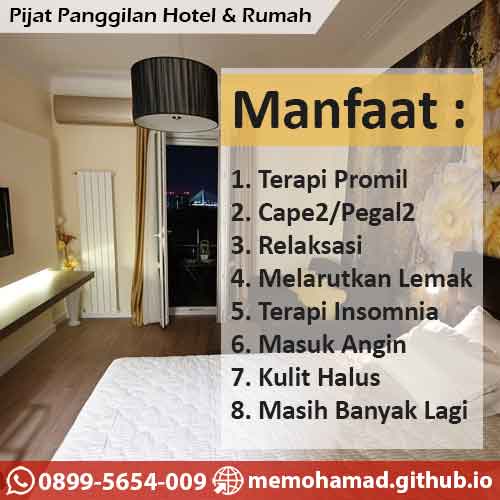 Pijat Panggilan Hotel & Rumah
Manfaat :
1. Terapi Promil
2. Cape2/Pegal2
3. Relaksasi
4. Melarutkan Lemak
5. Terapi Insomnia
6. Masuk Angin
7. Kulit Halus
8. Masih Banyak Lagi
0899-5654-009 memohamad.github.io